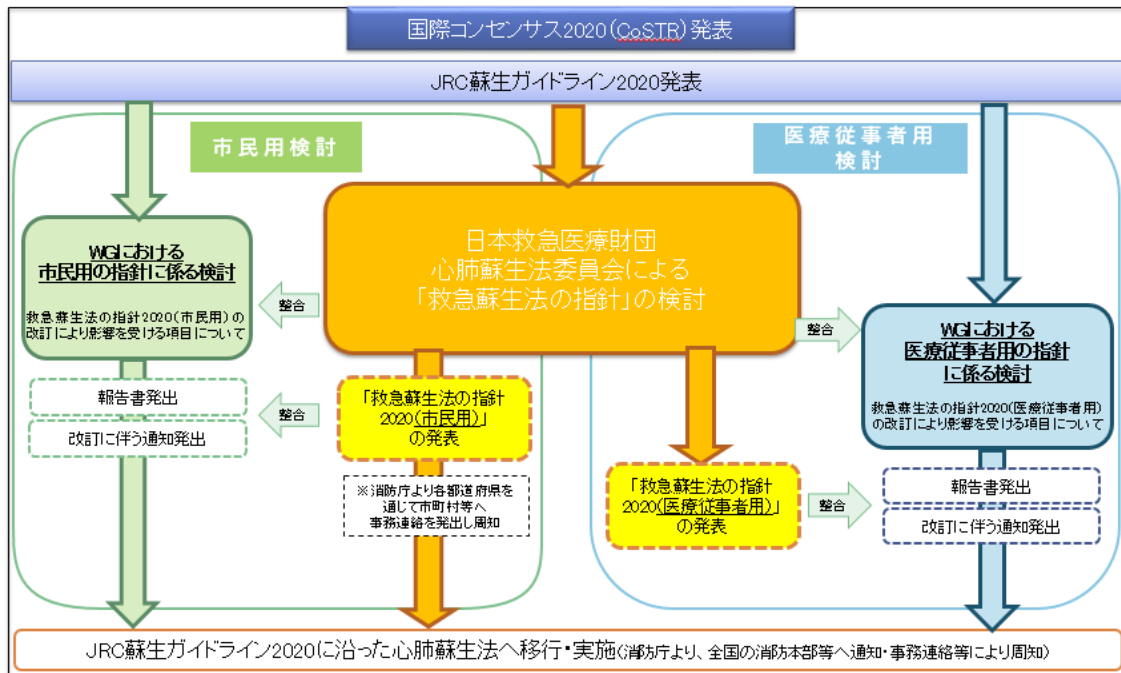 国際コンセンサス2020(CoSTR)発表
JRC蘇生ガイドライン2020発表
市民用検討
医療従事者用
検討
日本救急医療財団
心肺蘇生法委員会による
「救急蘇生法の指針」の検討
WGにおける
市民用の指針に係る検討
救急蘇生法の指針2020(市民用)の
改訂により影響を受ける項目について
整合
整合
WGにおける
医療従事者用の指針
に係る検討
救急蘇生法の指針2020(医療従事者用)
の改訂により影響を受ける項目について
報告書発出
改訂に伴う通知発出
整合
「救急蘇生法の指針
2020(市民用)」
の発表
※消防庁より各都道府県を
通じて市町村等へ
事務連絡を発出し周知
「救急蘇生法の指針
2020(医療従事者用)」
の発表
整合
報告書発出
改訂に伴う通知発出
JRC蘇生ガイドライン2020に沿った心肺蘇生法へ移行・実施(消防庁より、全国の消防本部等へ通知・事務連絡等により周知)